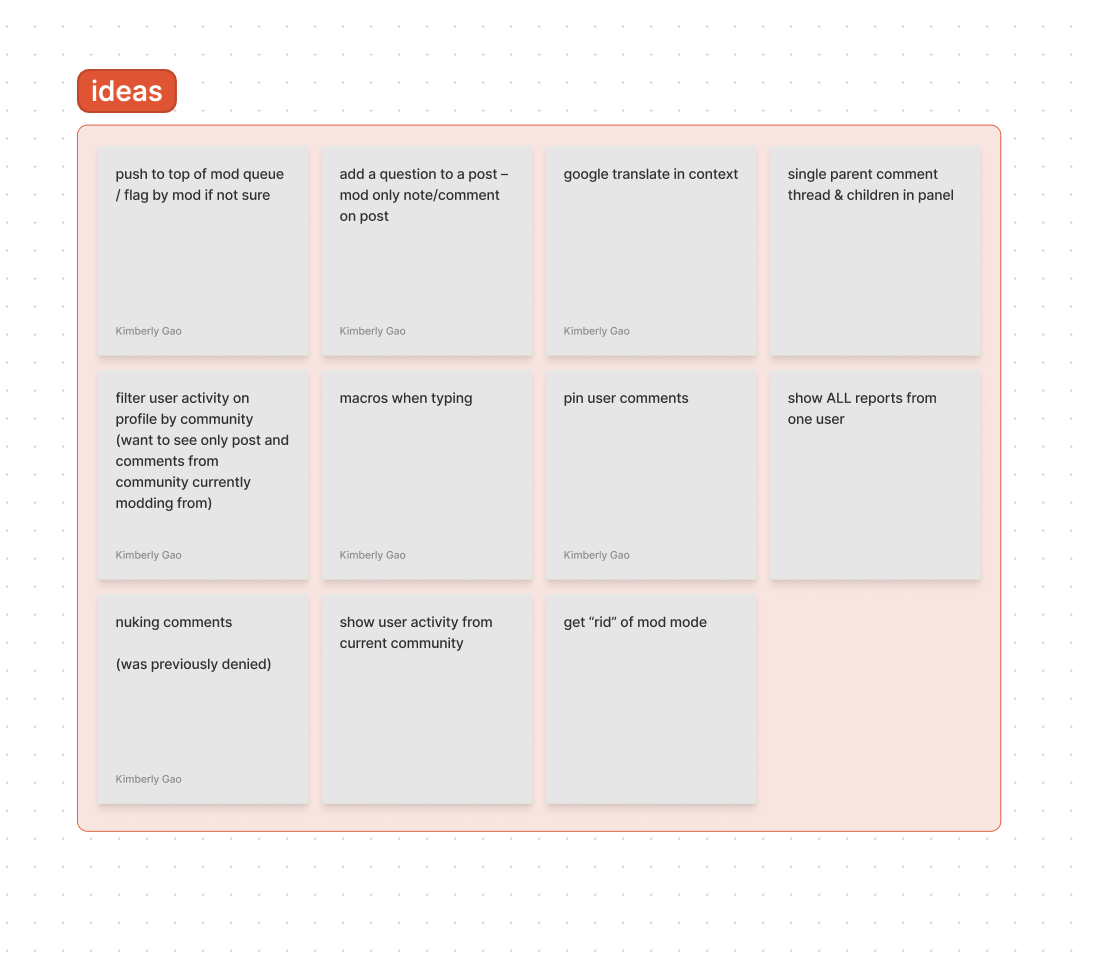 ideas
push to top of mod queue
/ flag by mod if not sure
Kimberly Gao
add a question to a post –
mod only note/comment
on post
Kimberly Gao
google translate in context
Kimberly Gao
single parent comment
thread & children in panel
filter user activity on
profile by community
(want to see only post and
comments from
community currently
modding from)
Kimberly Gao
macros when typing
Kimberly Gao
pin user comments
Kimberly Gao
show ALL reports from
one user
nuking comments
(was previously denied)
Kimberly Gao
show user activity from
current community
get “rid” of mod mode